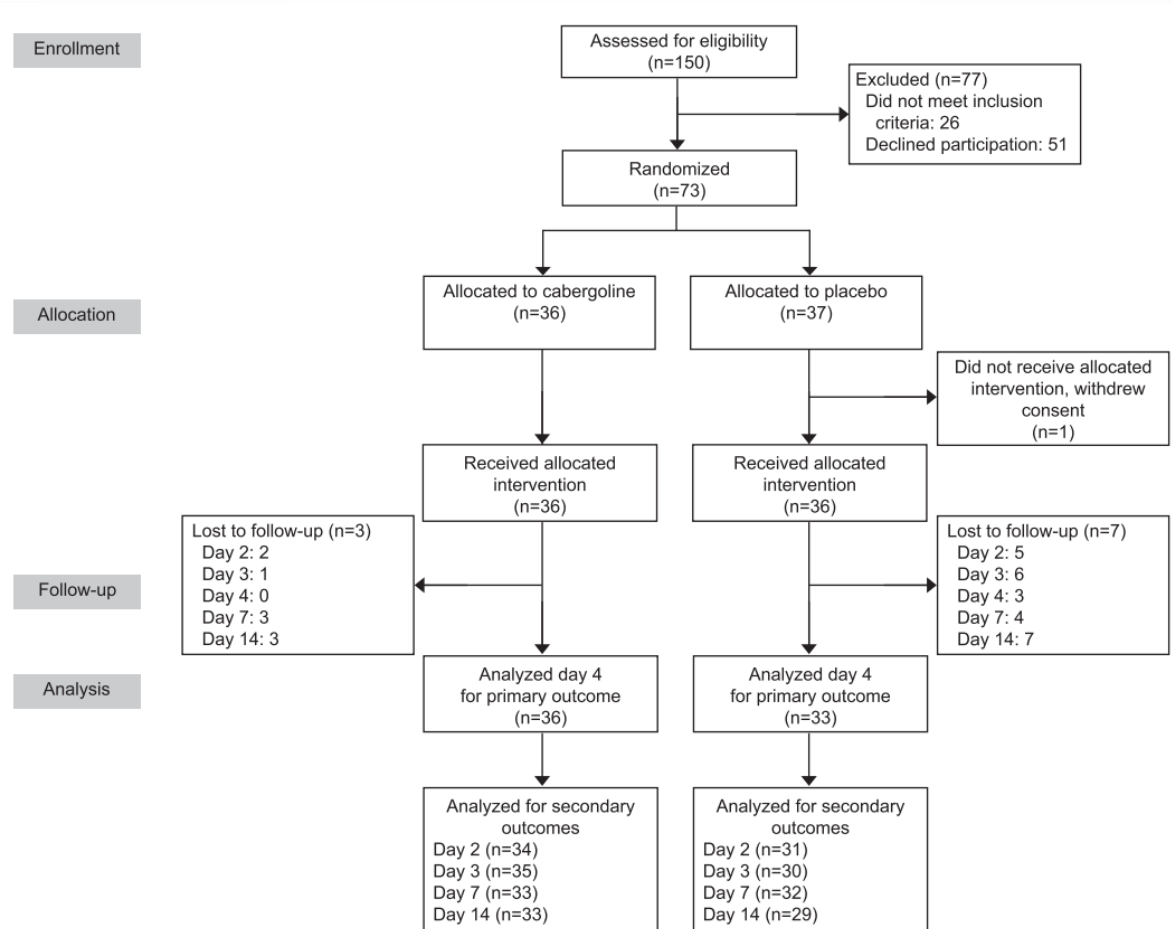 Enrollment
Assessed for eligibility
(n=150)
Excluded (n=77)
Did not meet inclusion
criteria: 26
Declined participation: 51
Randomized
(n=73)
Allocation
Allocated to cabergoline
(n=36)
Allocated to placebo
(n=37)
Did not receive allocated
intervention, withdrew
consent
(n=1)
Received allocated
intervention
(n=36)
Received allocated
intervention
(n=36)
Follow-up
Lost to follow-up (n=3)
Day 2: 2
Day 3: 1
Day 4: 0
Day 7: 3
Day 14: 3
Lost to follow-up (n=7)
Day 2: 5
Day 3: 6
Day 4: 3
Day 7: 4
Day 14: 7
Analysis
Analyzed day 4
for primary outcome
(n=36)
Analyzed day 4
for primary outcome
(n=33)
Analyzed for secondary
outcomes
Day 2 (n=34)
Day 3 (n=35)
Day 7 (n=33)
Day 14 (n=33)
Analyzed for secondary
outcomes
Day 2 (n=31)
Day 3 (n=30)
Day 7 (n=32)
Day 14 (n=29)